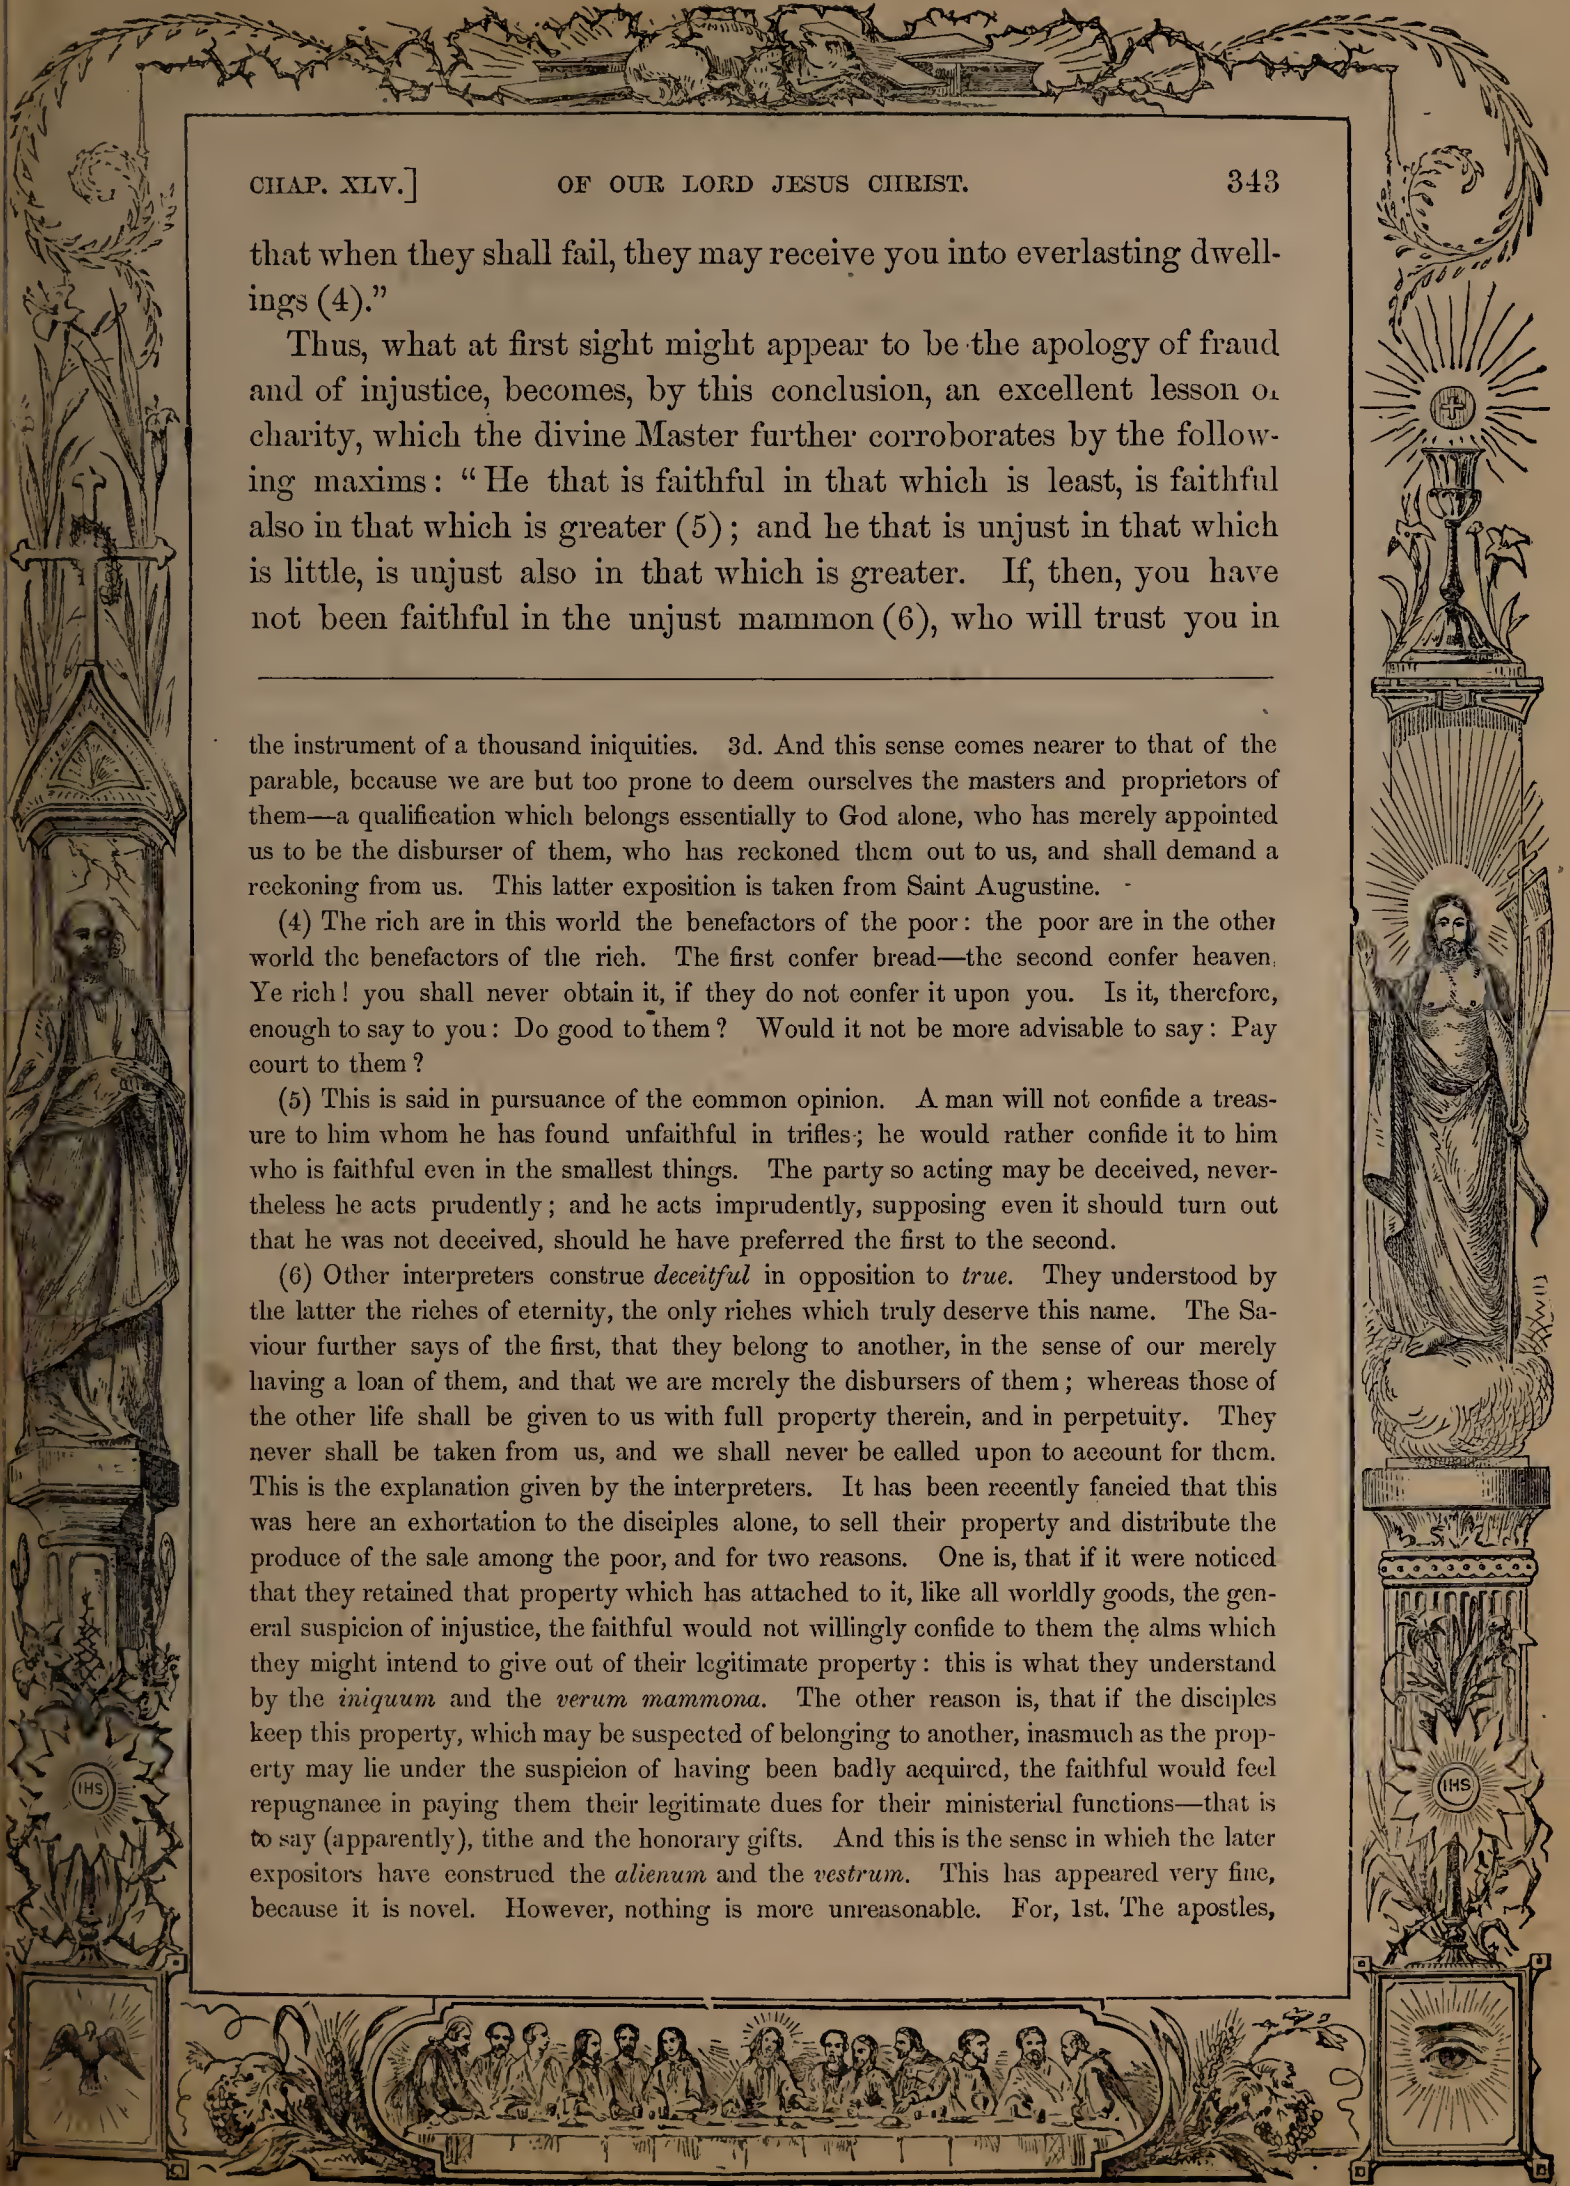 CHAP. XLV.] OF OUR LORD JESUS CHRIST. 343
that when they shall fail, they may receive you into everlasting dwell-
ings (4)."
Thus, what at first sight might appear to be the apology of fraud
and of injustice, becomes, by this conclusion, an excellent lesson of
charity, which the divine Master further corroborates by the follow-
ing maxims: "He that is faithful in that which is least, is faithful
also in that which is greater (5); and he that is unjust in that which
is little, is unjust also in that which is greater. If, then, you have
not been faithful in the unjust mammon (6), who will trust you in
the instrument of a thousand iniquities. 3d. And this sense comes nearer to that of the
parable, because we are but too prone to deem ourselves the masters and proprietors of
them—a qualification which belongs essentially to God alone, who has merely appointed
us to be the disburser of them, who has reckoned them out to us, and shall demand a
reckoning from us. This latter exposition is taken from Saint Augustine.
(4) The rich are in this world the benefactors of the poor: the poor are in the other
world the benefactors of the rich. The first confer bread—the second confer heaven.
Ye rich! you shall never obtain it, if they do not confer it upon you. Is it, therefore,
enough to say to you: Do good to them? Would it not be more advisable to say: Pay
court to them?
(5) This is said in pursuance of the common opinion. A man will not confide a treas-
ure to him whom he has found unfaithful in trifles; he would rather confide it to him
who is faithful even in the smallest things. The party so acting may be deceived, never-
theless he acts prudently; and he acts imprudently, supposing even it should turn out
that he was not deceived, should he have preferred the first to the second.
(6) Other interpreters construe deceitful in opposition to true. They understood by
the latter the riches of eternity, the only riches which truly deserve this name. The Sa-
viour further says of the first, that they belong to another, in the sense of our merely
having a loan of them, and that we are merely the disbursers of them; whereas those of
the other life shall be given to us with full property therein, and in perpetuity. They
never shall be taken from us, and we shall never be called upon to account for them.
This is the explanation given by the interpreters. It has been recently fancied that this
was here an exhortation to the disciples alone, to sell their property and distribute the
produce of the sale among the poor, and for two reasons. One is, that if it were noticed
that they retained that property which has attached to it, like all worldly goods, the gen-
eral suspicion of injustice, the faithful would not willingly confide to them the alms which
they might intend to give out of their legitimate property: this is what they understand
by the iniquum and the verum mammona. The other reason is, that if the disciples
keep this property, which may be suspected of belonging to another, inasmuch as the prop-
erty may lie under the suspicion of having been badly acquired, the faithful would feel
repugnance in paying them their legitimate dues for their ministerial functions—that is
to say (apparently), tithe and the honorary gifts. And this is the sense in which the later
expositors have construed the alienum and the vestrum. This has appeared very fine,
because it is novel. However, nothing is more unreasonable. For, 1st. The apostles,
IHS
IHS